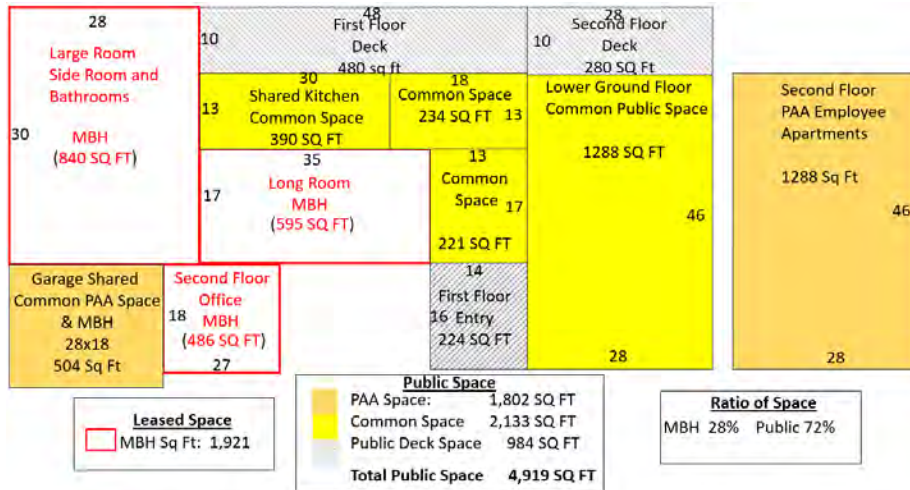 28
Large Room
Side Room and
Bathrooms
30
MBH
(840 SQ FT)
48
First Floor
10
Deck
480 sq ft
28
Second Floor
10
Deck
280 SQ Ft
30
Shared Kitchen
13
Common Space
390 SQ FT
18
Common Space
234 SQ FT
13
Lower Ground Floor
Common Public Space
1288 SQ FT
46
28
Second Floor
PAA Employee
Apartments
1288 Sq Ft
46
28
35
Long Room
17
MBH
(595 SQ FT)
13
Common
Space
17
221 SQ FT
Garage Shared
Common PAA Space
& MBH
28x18
504 Sq Ft
Second Floor
Office
18
MBH
(486 SQ FT)
27
14
First Floor
16
Entry
224 SQ FT
Leased Space
MBH Sq Ft: 1,921
Public Space
PAA Space: 1,802 SQ FT
Common Space 2,133 SQ FT
Public Deck Space 984 SQ FT
Total Public Space 4,919 SQ FT
Ratio of Space
MBH 28% Public 72%